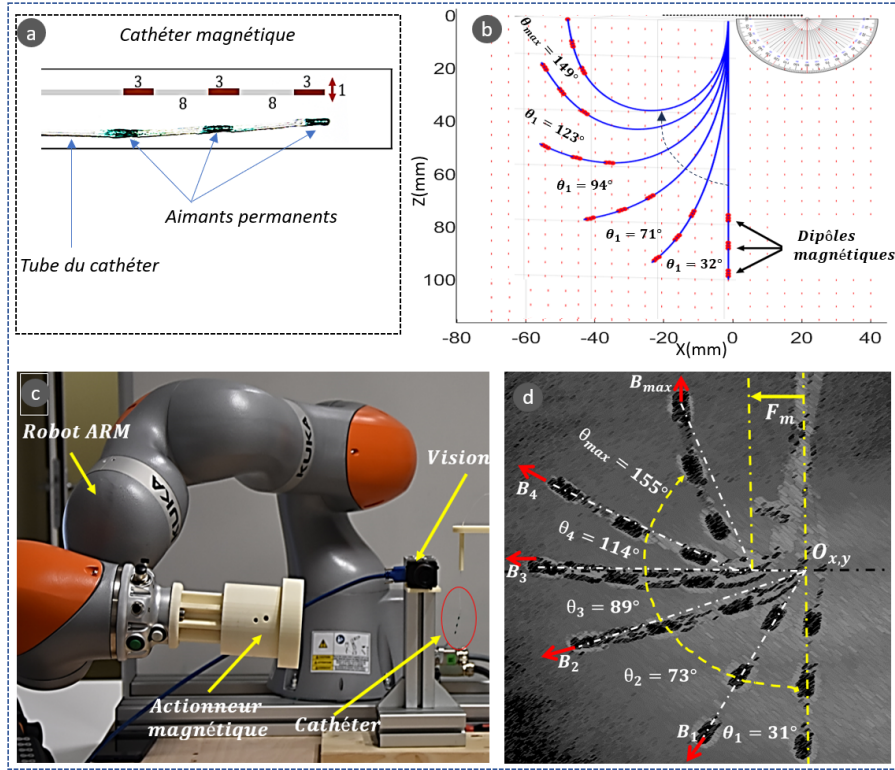 a
Cathéter magnétique
3 3 3
8 8
1
Aimants permanents
Tube du cathéter
b
Z(mm)
0
20
40
60
80
100
-80 -60 -40 -20 0 20 40
X(mm)
θmax = 149°
θ1 = 123°
θ1 = 94°
θ1 = 71°
θ1 = 32°
Dipôles
magnétiques
c
Robot ARM
KUKA
KUKA
Vision
Actionneur
magnétique
Cathéter
d
Bmax
Fm
θmax = 155°
B4
θ4 = 114°
Ox,y
B3
θ3 = 89°
B2
θ2 = 73°
B1
θ1 = 31°